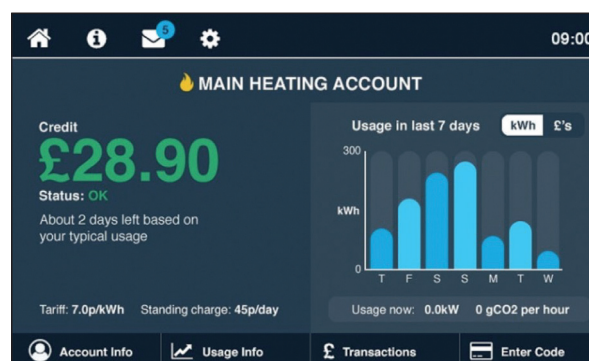 5
09:00
MAIN HEATING ACCOUNT
Credit
£28.90
Status: OK
About 2 days left based on
your typical usage
Tariff: 7.0p/kWh Standing charge: 45p/day
Usage in last 7 days kWh £'s
300
kWh
0
T F S S M T W
Usage now: 0.0kW 0 gCO2 per hour
Account Info Usage Info £ Transactions Enter Code